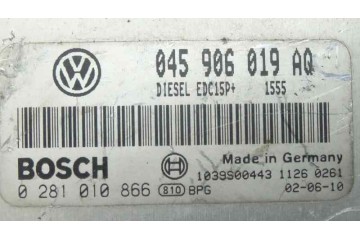 045 906 019 AQ
DIESEL EDC15P+ 1555
BOSCH
Made in Germany
1039S00443 1126 0261
0 281 010 866 810 BPG 02-06-10